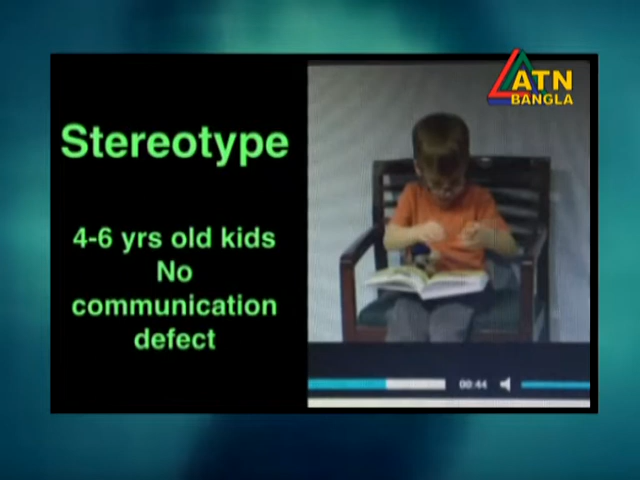 ATN
BANGLA
Stereotype
4-6 yrs old kids
No
communication
defect
00:44